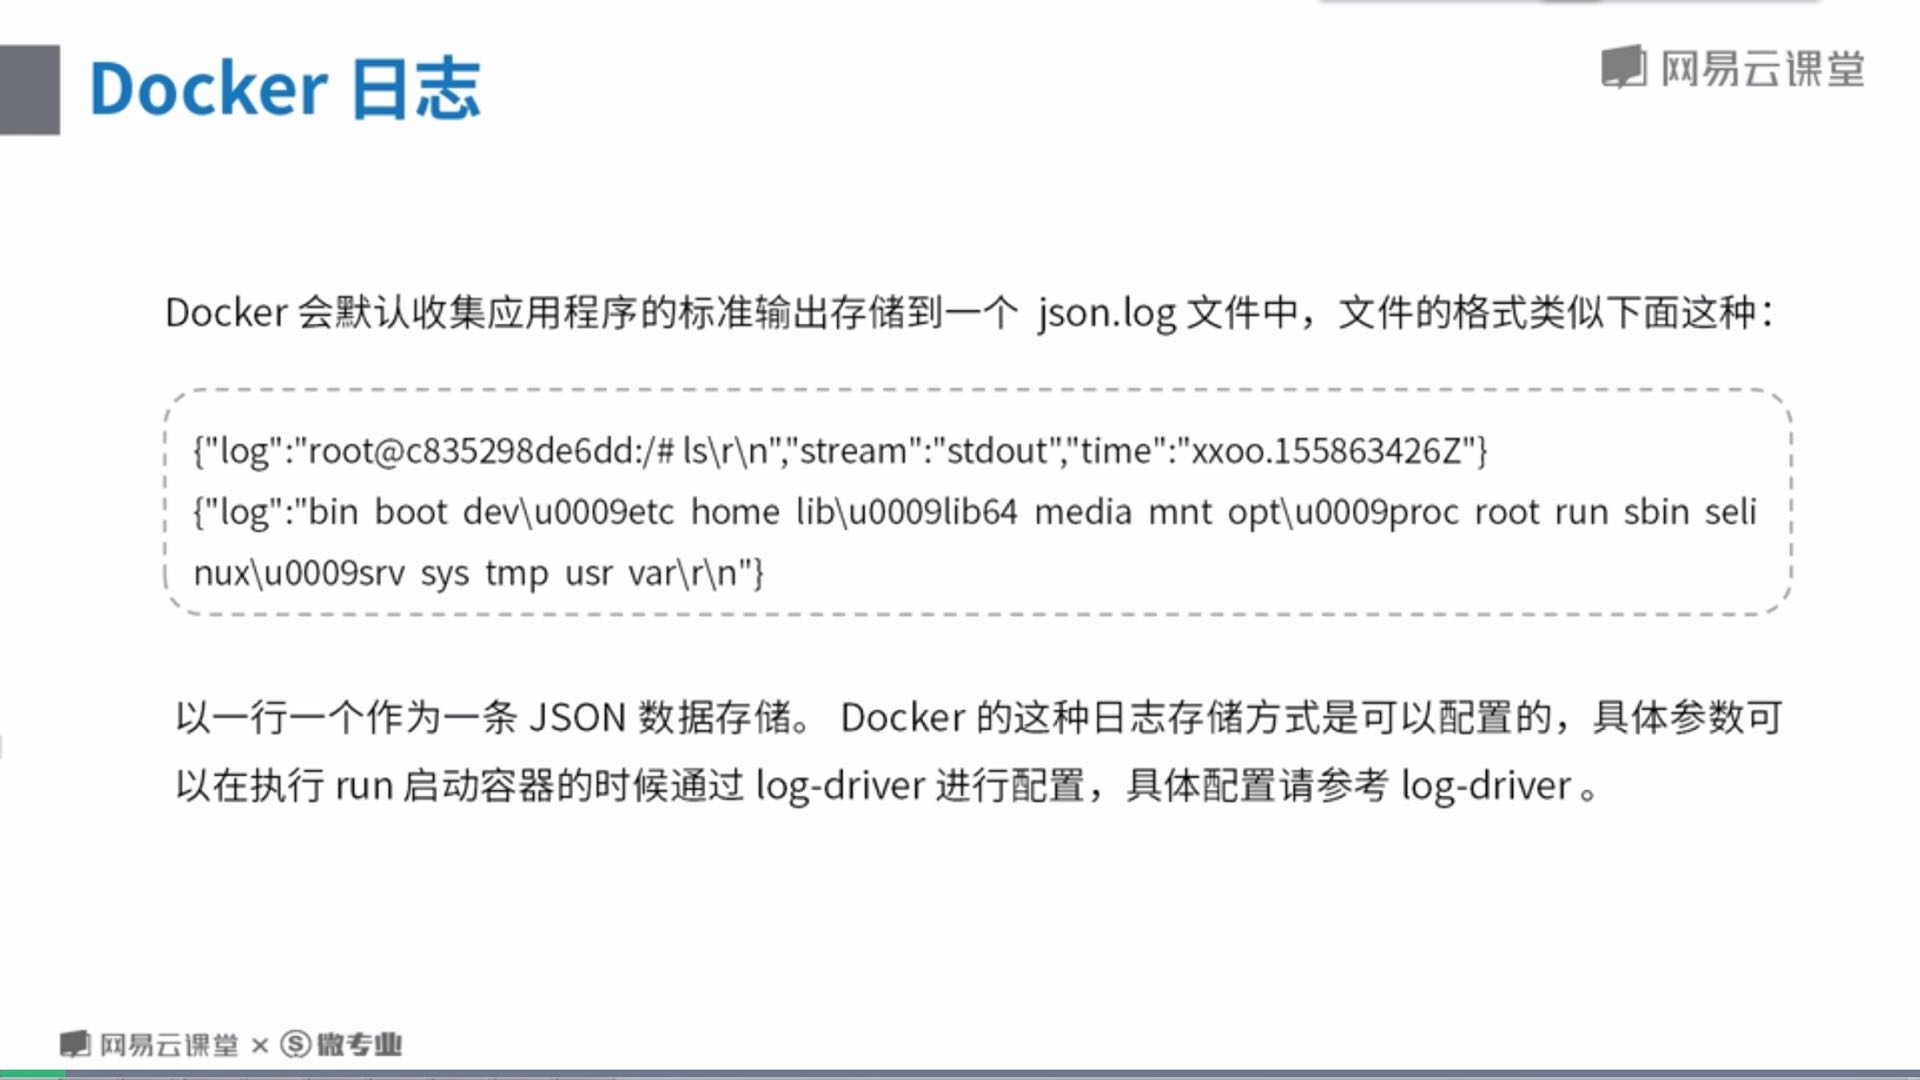 Docker 日志
网易云课堂
Docker 会默认收集应用程序的标准输出存储到一个 json.log 文件中，文件的格式类似下面这种：
{"log":"root@c835298de6dd:/# ls\r\n","stream":"stdout","time":"xxoo.155863426Z"}
{"log":"bin boot dev\u0009etc home lib\u0009lib64 media mnt opt\u0009proc root run sbin seli
nux\u0009srv sys tmp usr var\r\n"}
以一行一个作为一条 JSON 数据存储。 Docker 的这种日志存储方式是可以配置的，具体参数可
以在执行 run 启动容器的时候通过 log-driver 进行配置，具体配置请参考 log-driver 。
网易云课堂 × Ⓢ 微专业